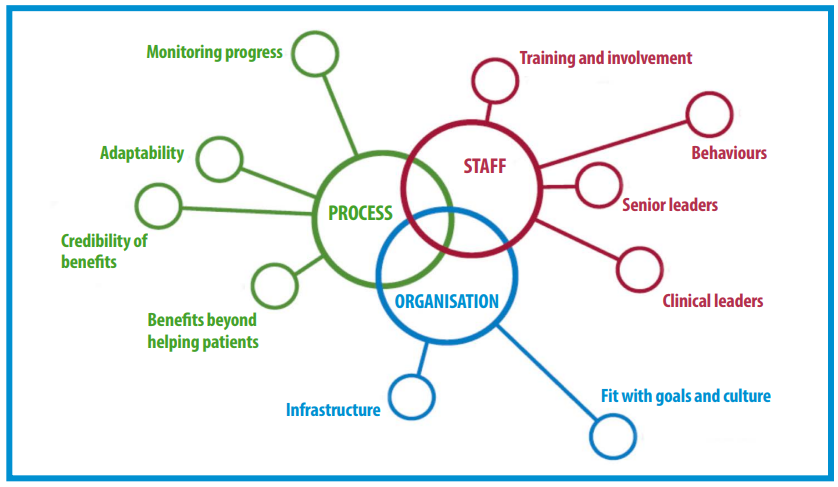 Monitoring progress
Training and involvement
Adaptability
Behaviours
STAFF
Senior leaders
PROCESS
Credibility of
benefits
Clinical leaders
ORGANISATION
Benefits beyond
helping patients
Infrastructure
Fit with goals and culture